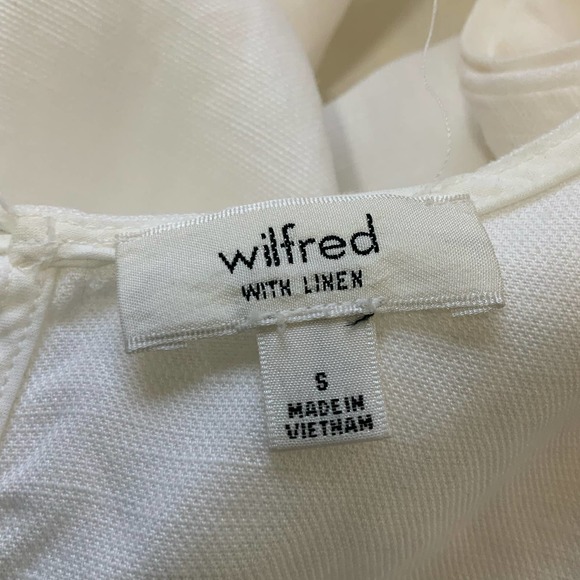 wilfred
WITH LINEN
S
MADE IN
VIETNAM